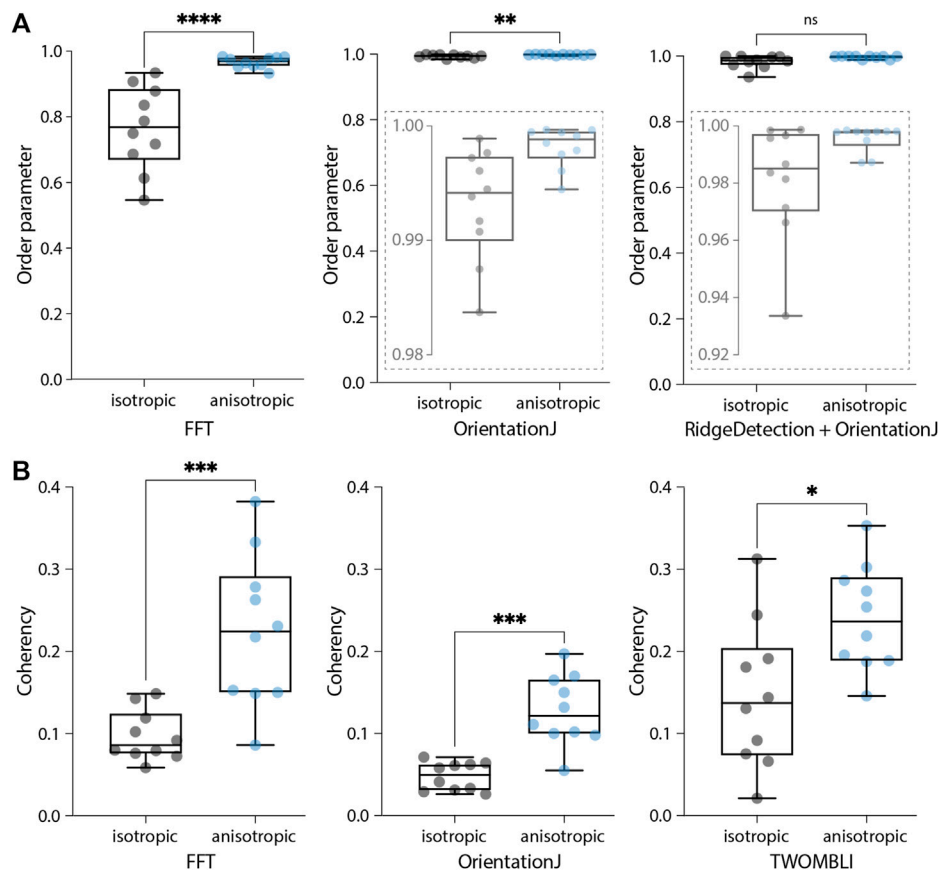 A
****
**
ns
Order parameter
1.0
0.8
0.6
0.4
0.2
0.0
isotropic
anisotropic
FFT
Order parameter
1.0
0.8
0.6
0.4
0.2
0.0
1.00
0.99
0.98
isotropic
anisotropic
OrientationJ
Order parameter
1.0
0.8
0.6
0.4
0.2
0.0
1.00
0.98
0.96
0.94
0.92
isotropic
anisotropic
RidgeDetection + OrientationJ
B
***
***
*
Coherency
0.4
0.3
0.2
0.1
0.0
isotropic
anisotropic
FFT
Coherency
0.4
0.3
0.2
0.1
0.0
isotropic
anisotropic
OrientationJ
Coherency
0.4
0.3
0.2
0.1
0.0
isotropic
anisotropic
TWOMBLI